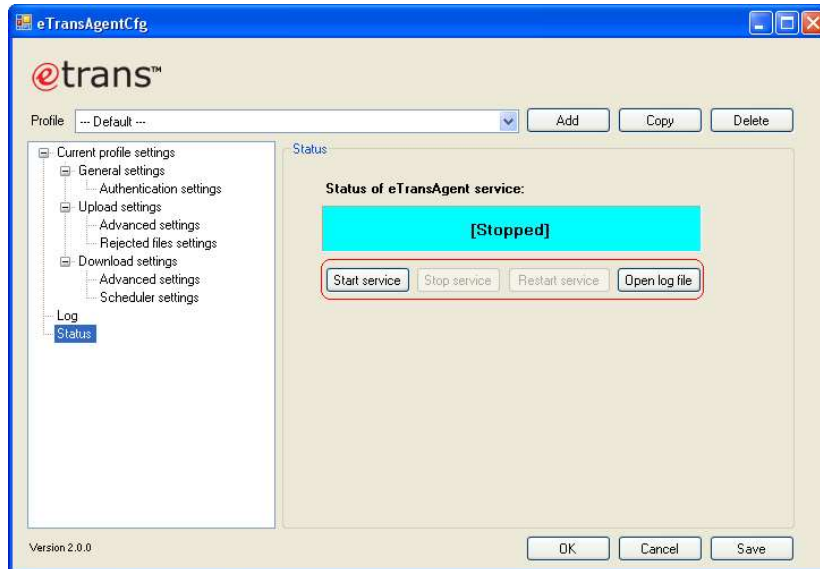 eTransAgentCfg
etrans™
Profile --- Default --- Add Copy Delete
Current profile settings
General settings
Authentication settings
Upload settings
Advanced settings
Rejected files settings
Download settings
Advanced settings
Scheduler settings
Log
Status
Status
Status of eTransAgent service:
[Stopped]
Start service Stop service Restart service Open log file
Version 2.0.0
OK Cancel Save